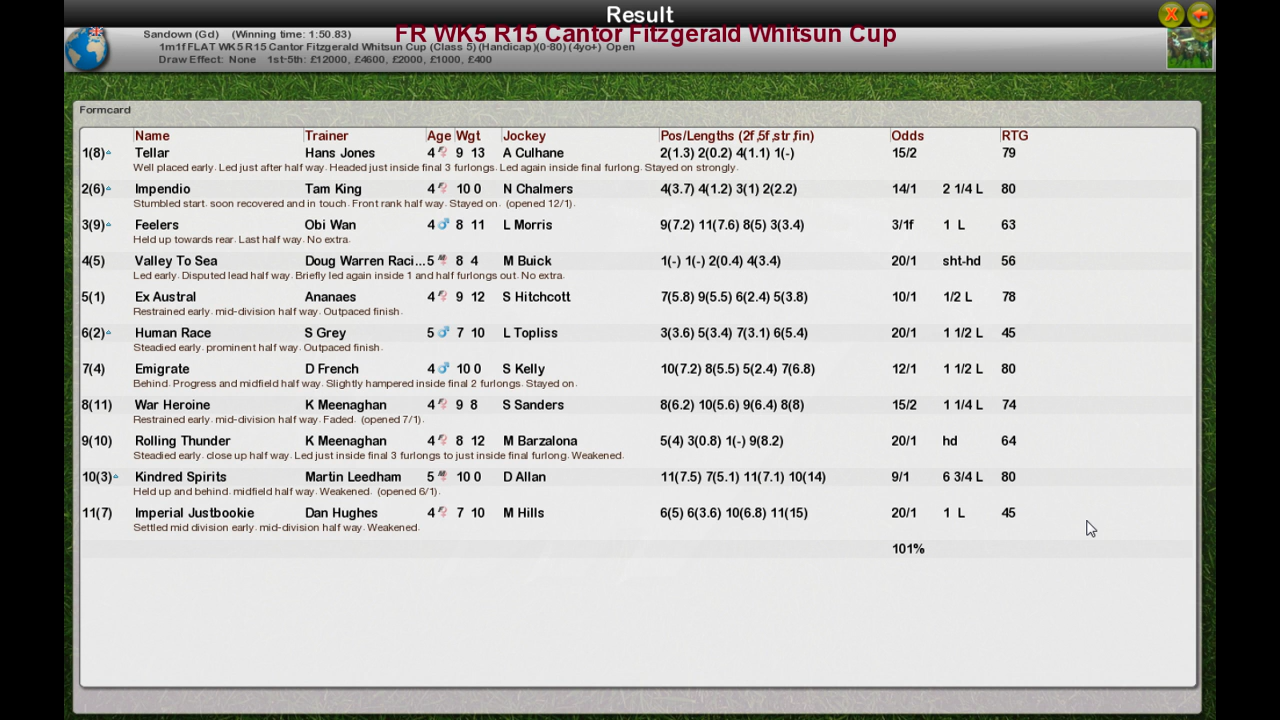 Result
FR WK5 R15 Cantor Fitzgerald Whitsun Cup
Sandown (Gd) (Winning time: 1:50.83)
1m1f FLAT WK5 R15 Cantor Fitzgerald Whitsun Cup (Class 5) (Handicap)(0-80) (4yo+) Open
Draw Effect: None 1st-5th: £12000, £4600, £2000, £1000, £400
Formcard
Name Trainer Age Wgt Jockey Pos/Lengths (2f,5f,str,fin) Odds RTG
1(8) Tellar Hans Jones 4 9 13 A Culhane 2(1.3) 2(0.2) 4(1.1) 1(-) 15/2 79
Well placed early. Led just after half way. Headed just inside final 3 furlongs. Led again inside final furlong. Stayed on strongly.
2(6) Impendio Tam King 4 10 0 N Chalmers 4(3.7) 4(1.2) 3(1) 2(2.2) 14/1 2 1/4 L 80
Stumbled start. soon recovered and in touch. Front rank half way. Stayed on. (opened 12/1).
3(9) Feelers Obi Wan 4 8 11 L Morris 9(7.2) 11(7.6) 8(5) 3(3.4) 3/1f 1 L 63
Held up towards rear. Last half way. No extra.
4(5) Valley To Sea Doug Warren Raci... 5 8 4 M Buick 1(-) 1(-) 2(0.4) 4(3.4) 20/1 sht-hd 56
Led early. Disputed lead half way. Briefly led again inside 1 and half furlongs out. No extra.
5(1) Ex Austral Ananaes 4 9 12 S Hitchcott 7(5.8) 9(5.5) 6(2.4) 5(3.8) 10/1 1/2 L 78
Restrained early. mid-division half way. Outpaced finish.
6(2) Human Race S Grey 5 7 10 L Topliss 3(3.6) 5(3.4) 7(3.1) 6(5.4) 20/1 1 1/2 L 45
Steadied early. prominent half way. Outpaced finish.
7(4) Emigrate D French 4 10 0 S Kelly 10(7.2) 8(5.5) 5(2.4) 7(6.8) 12/1 1 1/2 L 80
Behind. Progress and midfield half way. Slightly hampered inside final 2 furlongs. Stayed on.
8(11) War Heroine K Meenaghan 4 9 8 S Sanders 8(6.2) 10(5.6) 9(6.4) 8(8) 15/2 1 1/4 L 74
Restrained early. mid-division half way. Faded. (opened 7/1).
9(10) Rolling Thunder K Meenaghan 4 8 12 M Barzalona 5(4) 3(0.8) 1(-) 9(8.2) 20/1 hd 64
Steadied early. close up half way. Led just inside final 3 furlongs to just inside final furlong. Weakened.
10(3) Kindred Spirits Martin Leedham 5 10 0 D Allan 11(7.5) 7(5.1) 11(7.1) 10(14) 9/1 6 3/4 L 80
Held up and behind. midfield half way. Weakened. (opened 6/1).
11(7) Imperial Justbookie Dan Hughes 4 7 10 M Hills 6(5) 6(3.6) 10(6.8) 11(15) 20/1 1 L 45
Settled mid division early. mid-division half way. Weakened.
101%